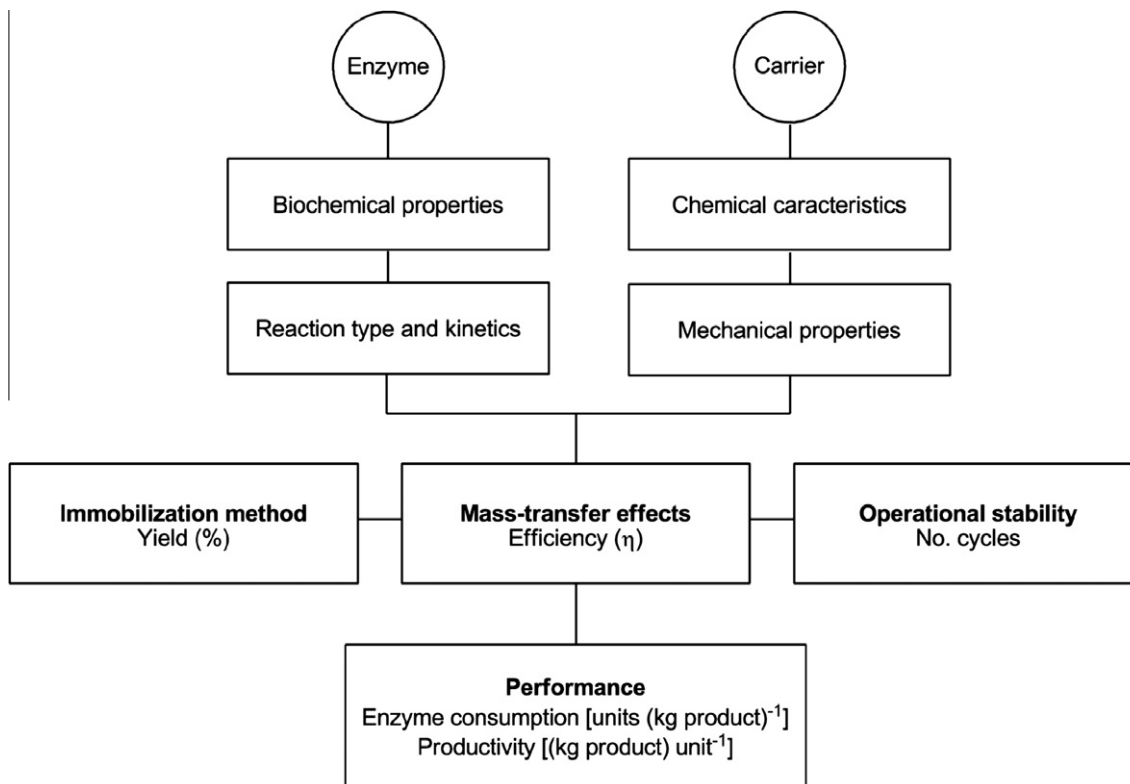 Enzyme
Carrier
Biochemical properties
Chemical caracteristics
Reaction type and kinetics
Mechanical properties
Immobilization method
Yield (%)
Mass-transfer effects
Efficiency (η)
Operational stability
No. cycles
Performance
Enzyme consumption [units (kg product)⁻¹]
Productivity [(kg product) unit⁻¹]